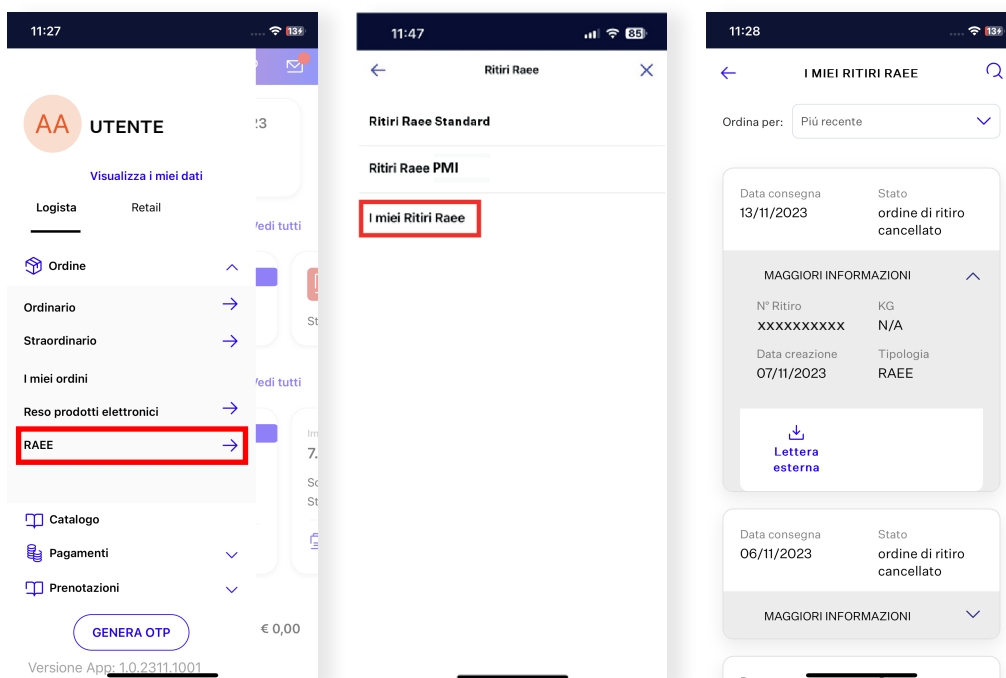 11:27
13
AA UTENTE
Visualizza i miei dati
Logista Retail
Ordine
Ordinario
Straordinario
I miei ordini
Reso prodotti elettronici
RAEE
Catalogo
Pagamenti
Prenotazioni
GENERA OTP
Versione App: 1.0.2311.1001
23
Vedi tutti
St
Vedi tutti
Im
7.
Sc
St
€ 0,00
11:47
85
Ritiri Raee
Ritiri Raee Standard
Ritiri Raee PMI
I miei Ritiri Raee
11:28
13
I MIEI RITIRI RAEE
Ordina per: Piú recente
Data consegna Stato
13/11/2023 ordine di ritiro
cancellato
MAGGIORI INFORMAZIONI
N° Ritiro KG
xxxxxxxxxx N/A
Data creazione Tipologia
07/11/2023 RAEE
Lettera
esterna
Data consegna Stato
06/11/2023 ordine di ritiro
cancellato
MAGGIORI INFORMAZIONI